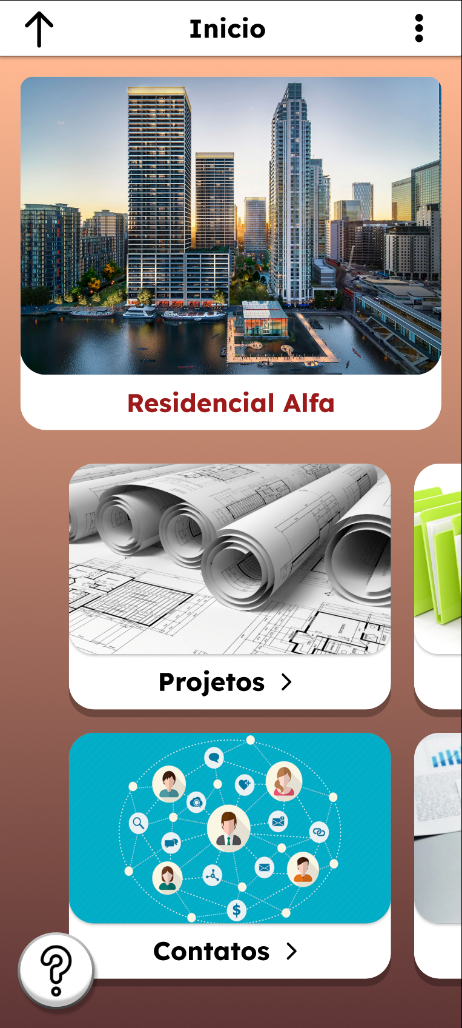 Inicio
Residencial Alfa
Projetos
Contatos